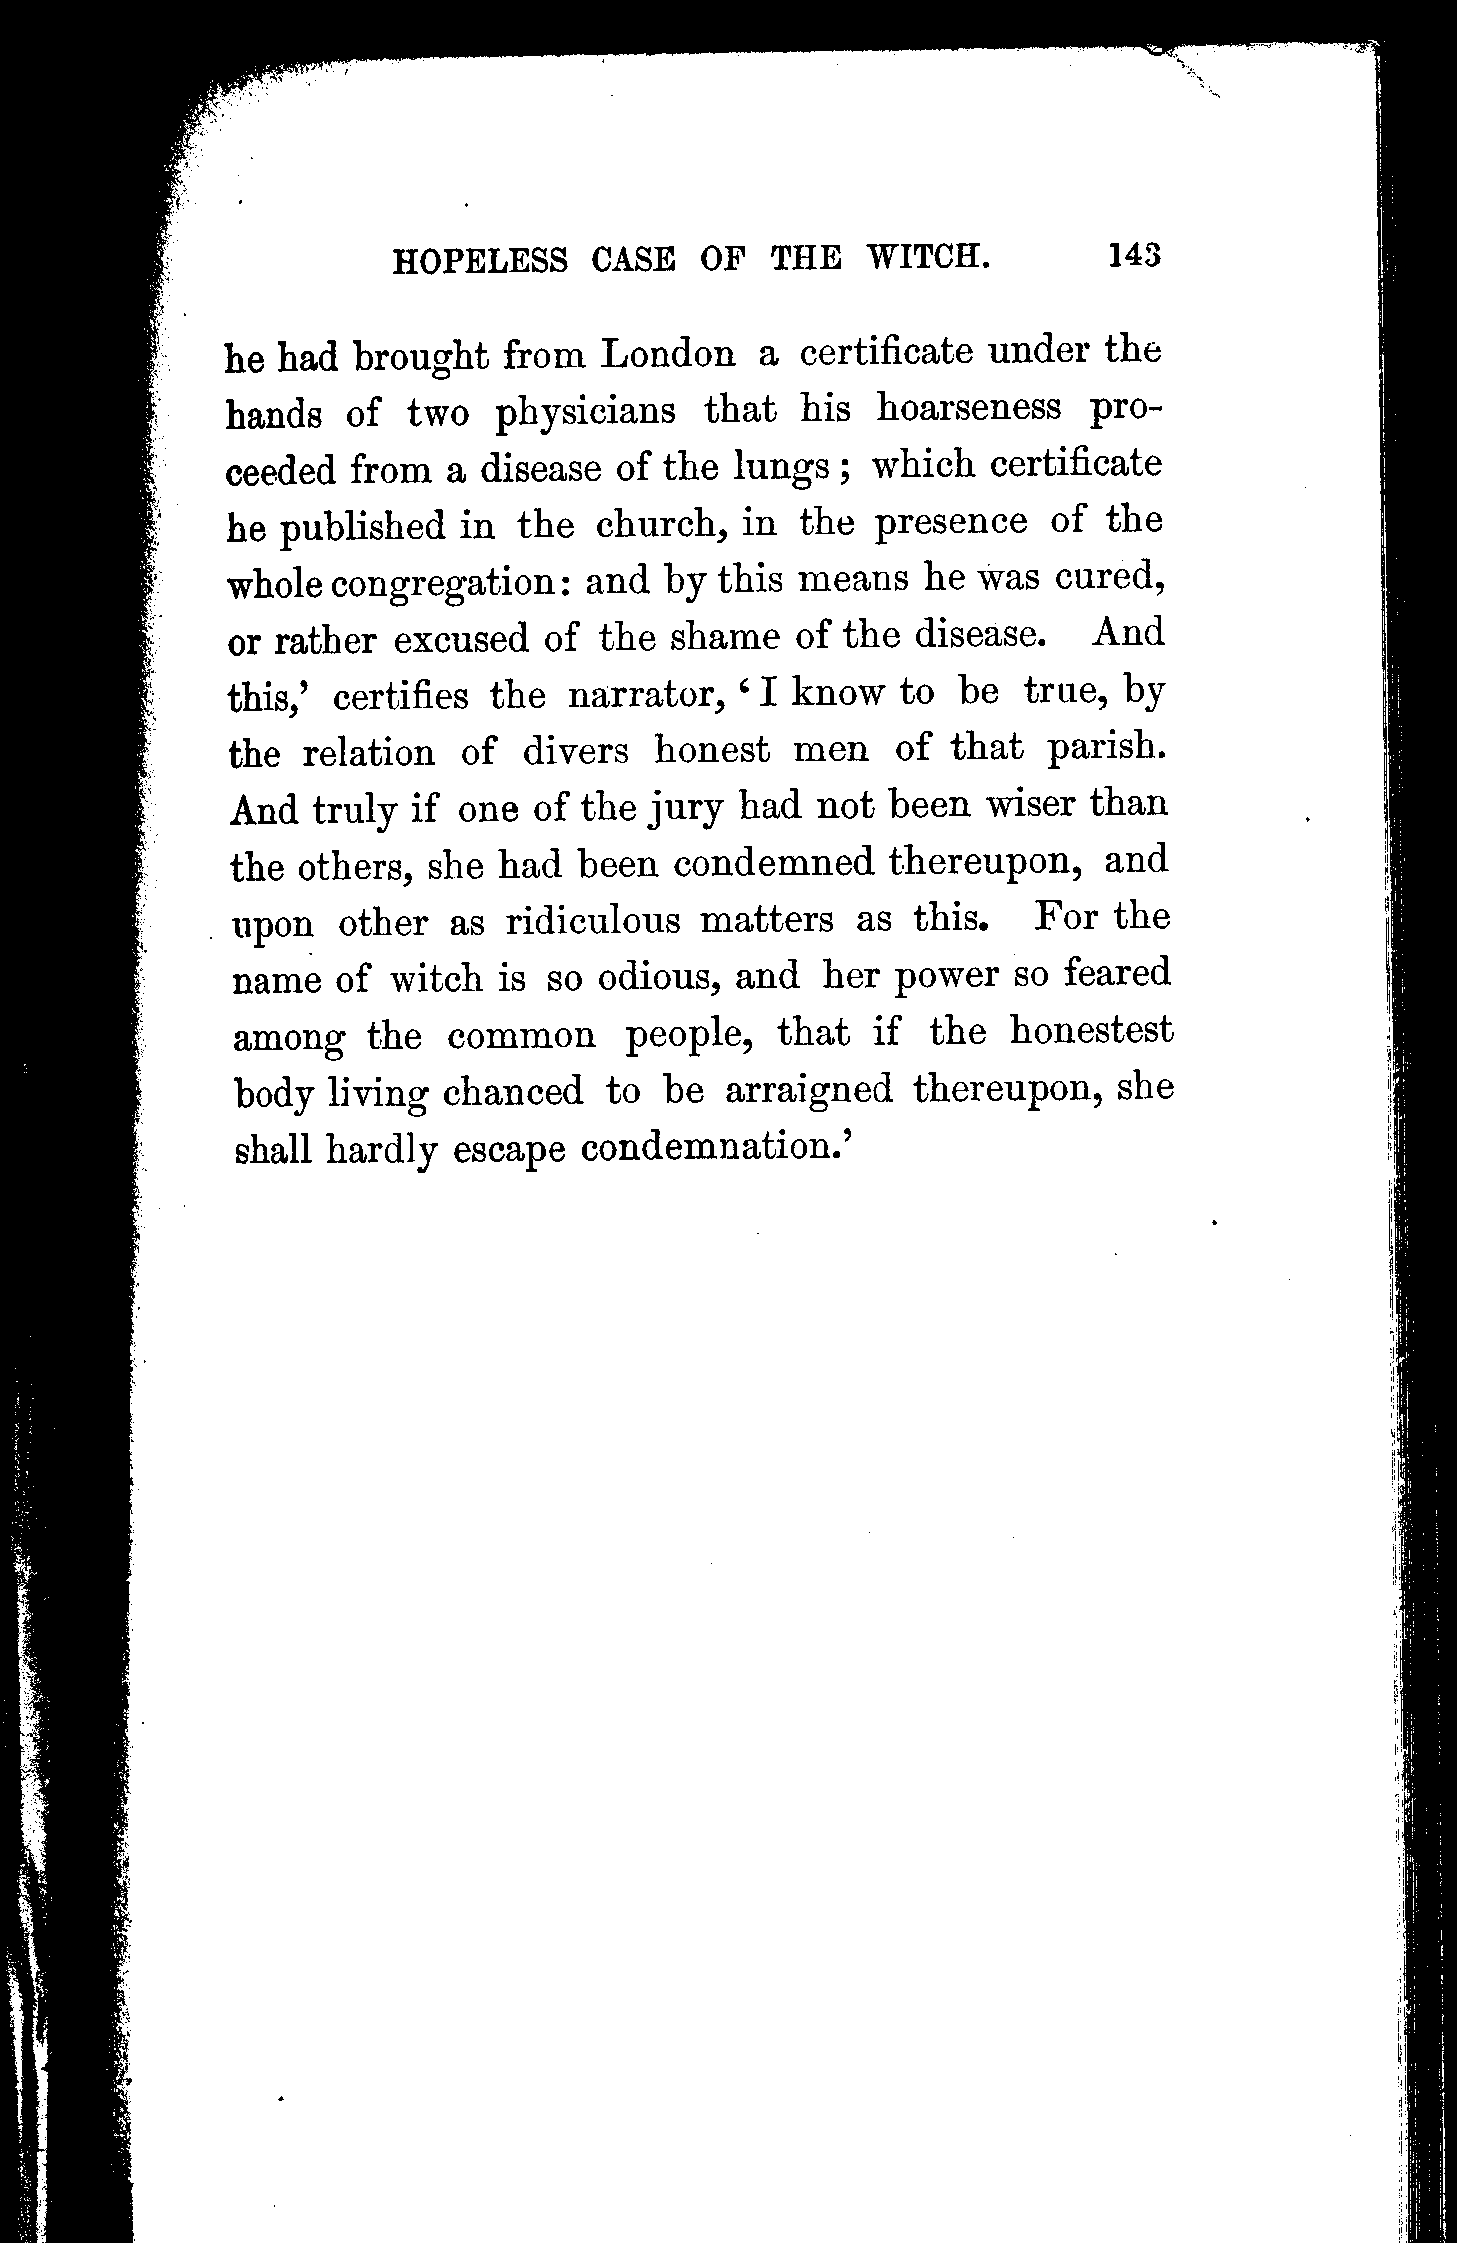 HOPELESS CASE OF THE WITCH. 143
he had brought from London a certificate under the
hands of two physicians that his hoarseness pro-
ceeded from a disease of the lungs ; which certificate
he published in the church, in the presence of the
whole congregation: and by this means he was cured,
or rather excused of the shame of the disease. And
this,’ certifies the narrator, ‘ I know to be true, by
the relation of divers honest men of that parish.
And truly if one of the jury had not been wiser than
the others, she had been condemned thereupon, and
upon other as ridiculous matters as this. For the
name of witch is so odious, and her power so feared
among the common people, that if the honestest
body living chanced to be arraigned thereupon, she
shall hardly escape condemnation.’